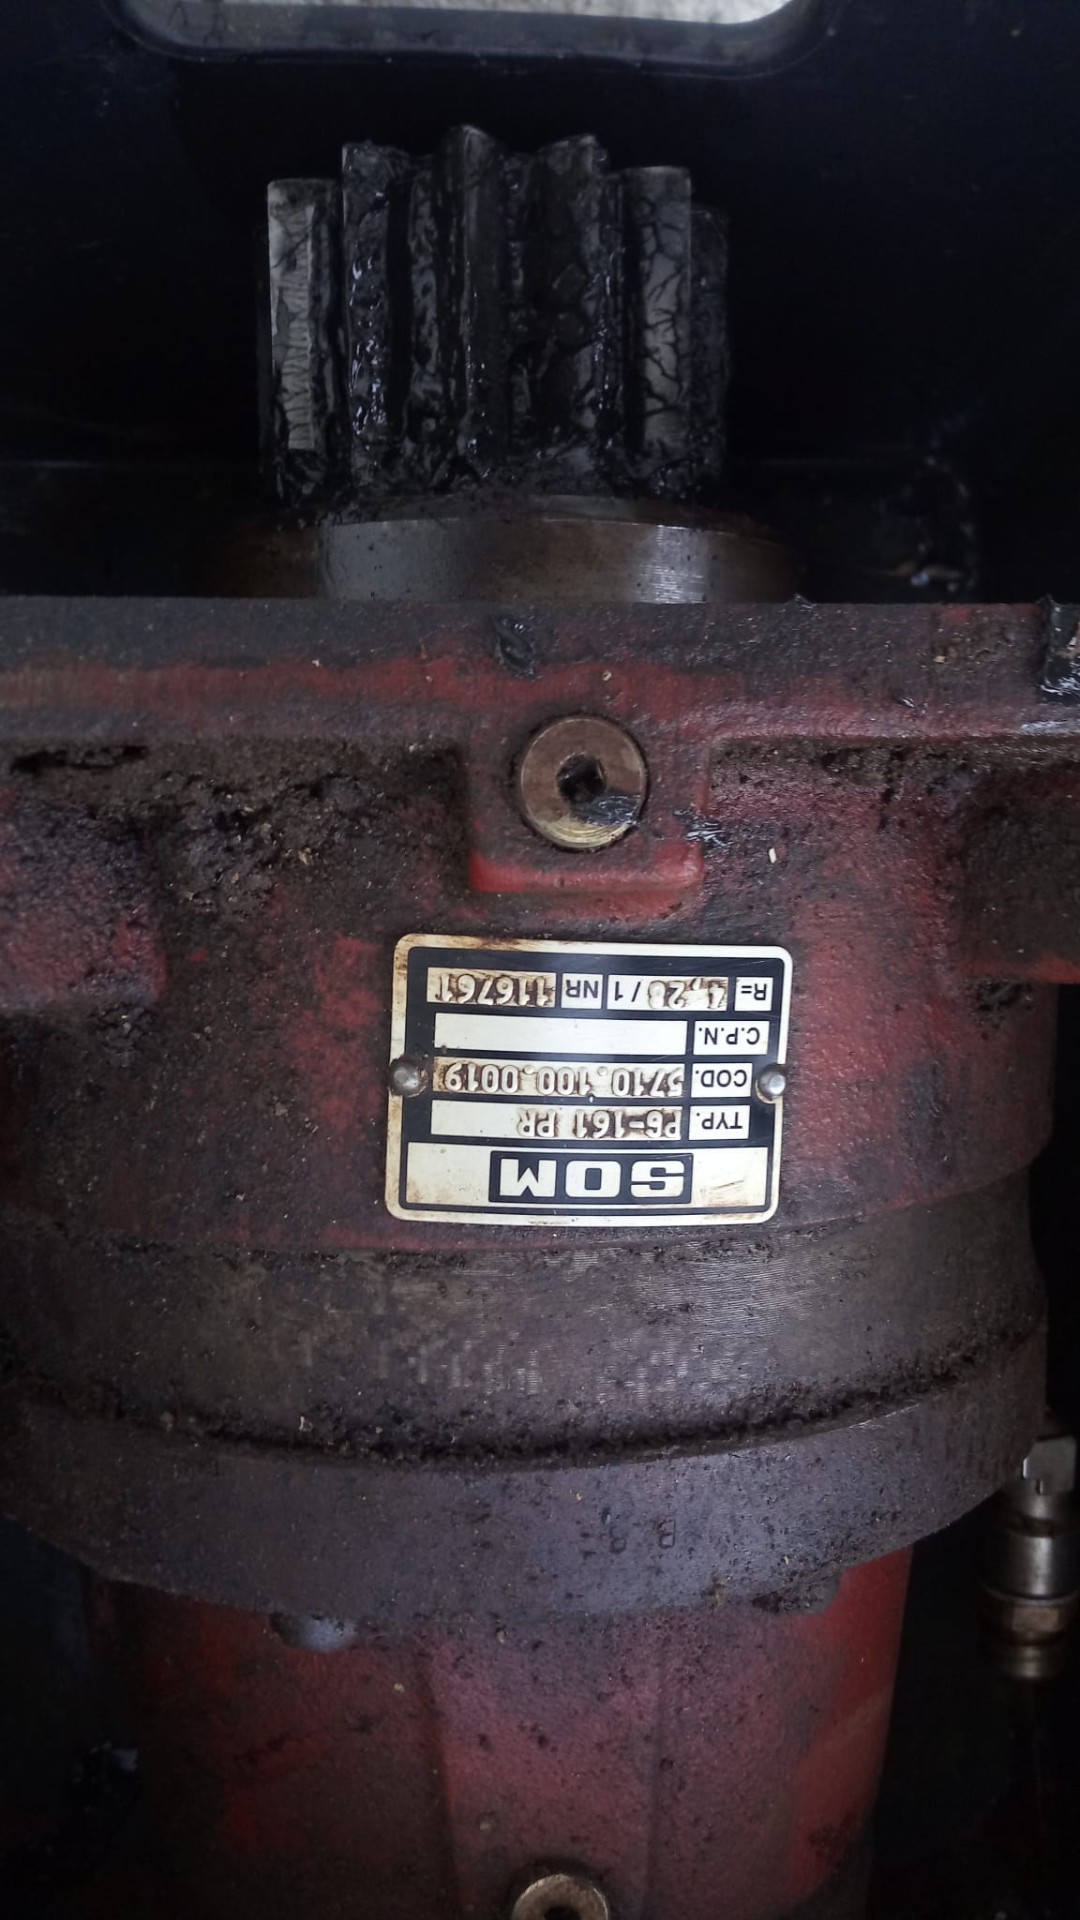 SOM
TYP. P6-161 PR
COD. 5710.100.0019
C.P.N.
R= 4,28 /1 NR 116761